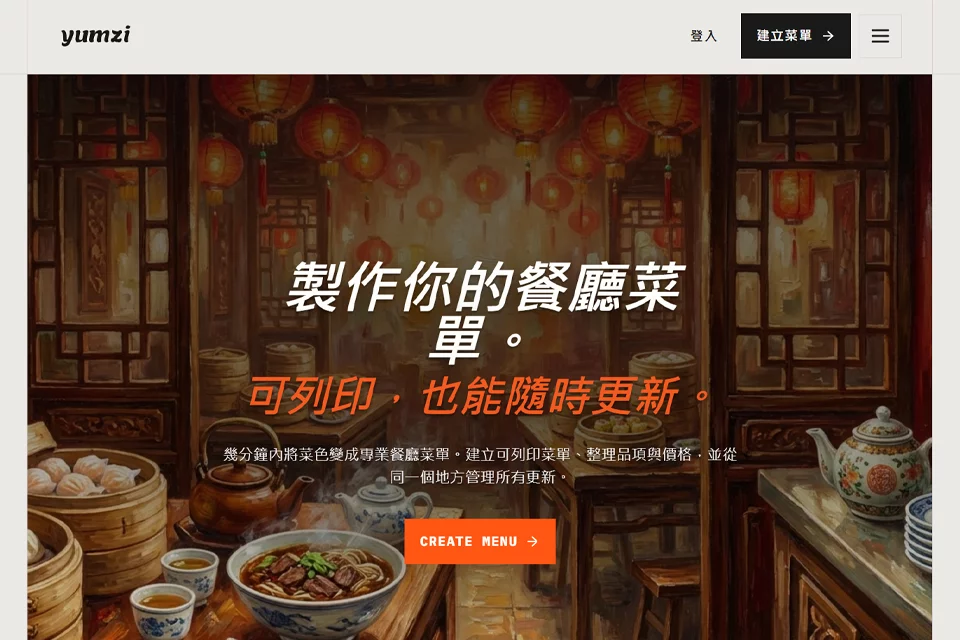 yumzi
登入
建立菜單 →
製作你的餐廳菜
單。
可列印，也能隨時更新。
幾分鐘內將菜色變成專業餐廳菜單。建立可列印菜單、整理品項與價格，並從
同一個地方管理所有更新。
CREATE MENU →